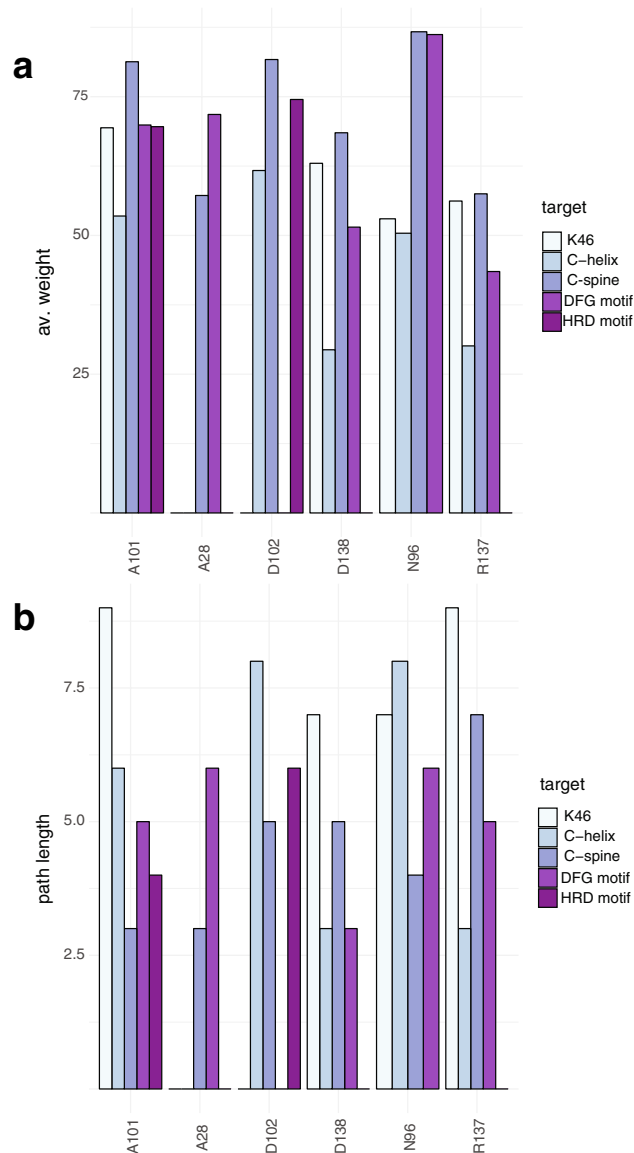 a
av. weight
75
50
25
A101
A28
D102
D138
N96
R137
target
K46
C−helix
C-spine
DFG motif
HRD motif
b
path length
7.5
5.0
2.5
A101
A28
D102
D138
N96
R137
target
K46
C−helix
C−spine
DFG motif
HRD motif